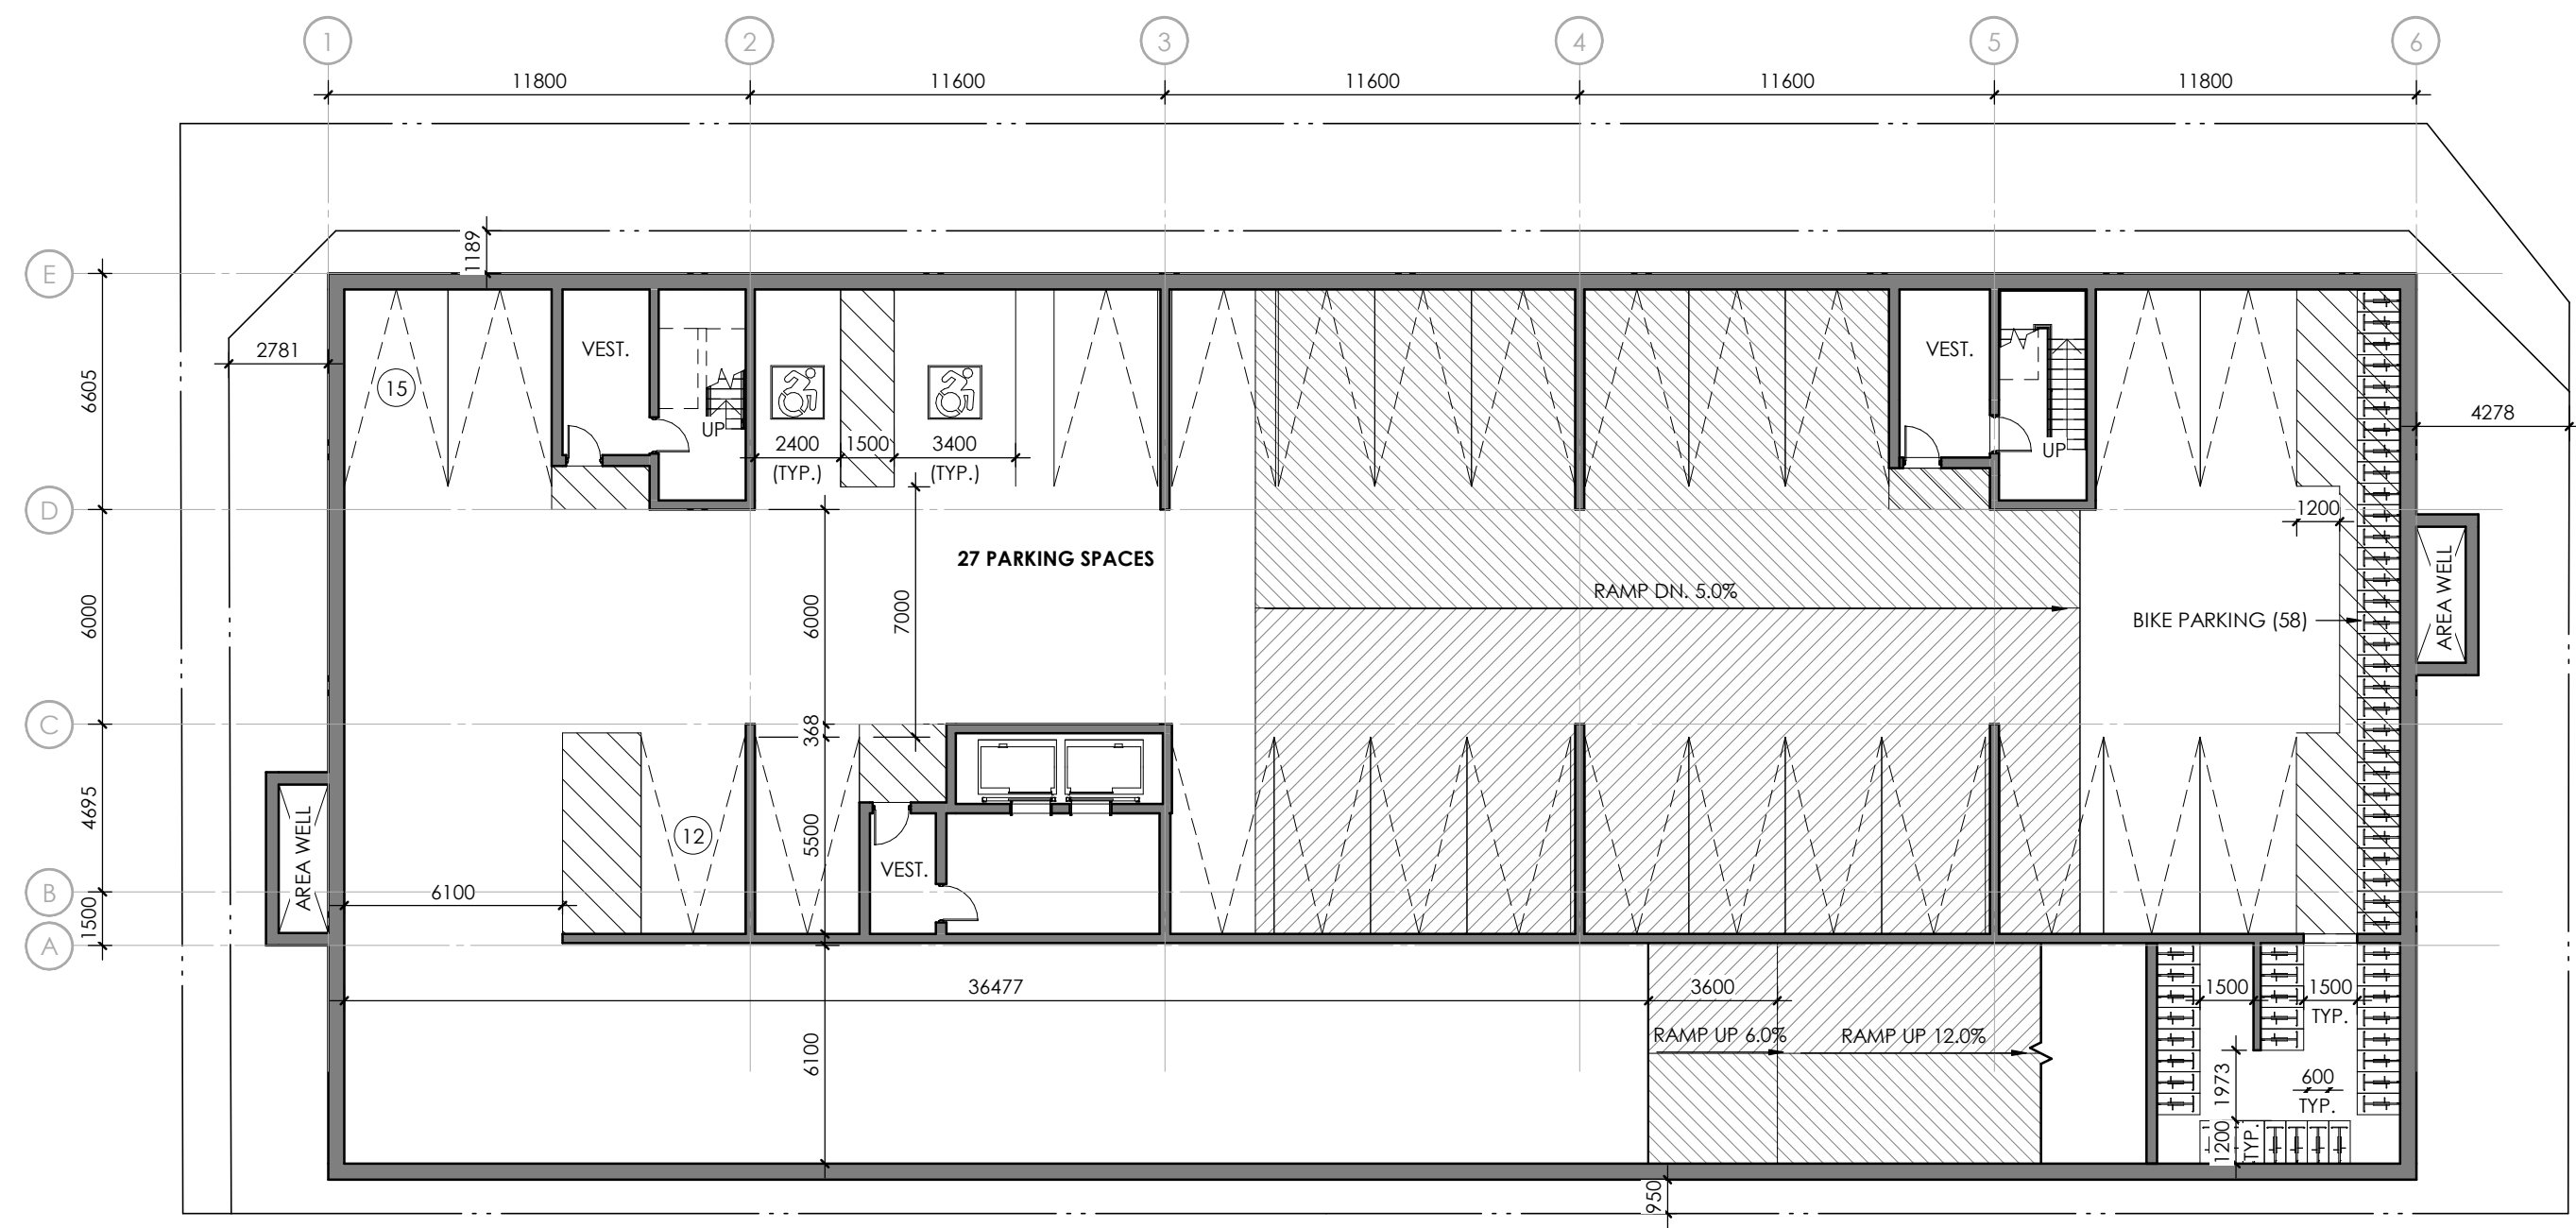 1
2
3
4
5
6
11800
11600
11600
11600
11800
1189
E
D
C
B
A
6605
6000
4695
1500
2781
15
VEST.
UP
2400
(TYP.)
1500
3400
(TYP.)
VEST.
UP
4278
1200
27 PARKING SPACES
6000
7000
RAMP DN. 5.0%
BIKE PARKING (58)
AREA WELL
368
5500
12
AREA WELL
6100
VEST.
36477
3600
1500
1500
TYP.
RAMP UP 6.0%
RAMP UP 12.0%
6100
1973
600
TYP.
1200
TYP.
950